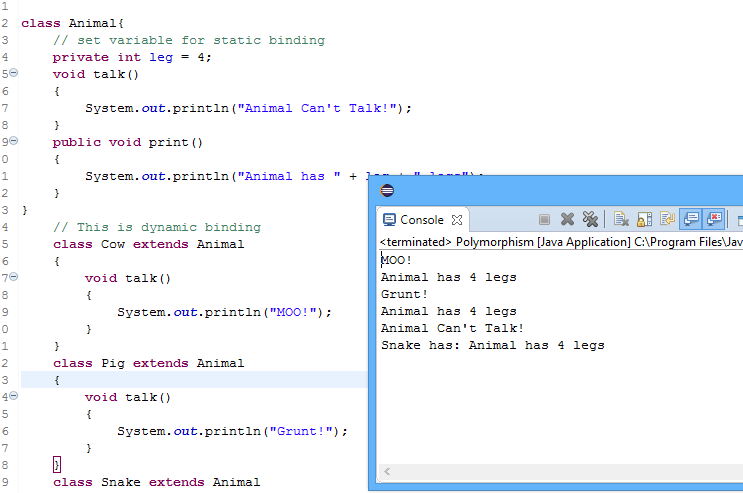 1
2 class Animal{
3 // set variable for static binding
4 private int leg = 4;
5 void talk()
6 {
7 System.out.println("Animal Can't Talk!");
8 }
9 public void print()
0 {
1 System.out.println("Animal has " + leg + " legs");
2 }
3 }
4 // This is dynamic binding
5 class Cow extends Animal
6 {
7 void talk()
8 {
9 System.out.println("MOO!");
0 }
1 }
2 class Pig extends Animal
3 {
4 void talk()
5 {
6 System.out.println("Grunt!");
7 }
8 }
9 class Snake extends Animal
Console
<terminated> Polymorphism [Java Application] C:\Program Files\Jav
MOO!
Animal has 4 legs
Grunt!
Animal has 4 legs
Animal Can't Talk!
Snake has: Animal has 4 legs